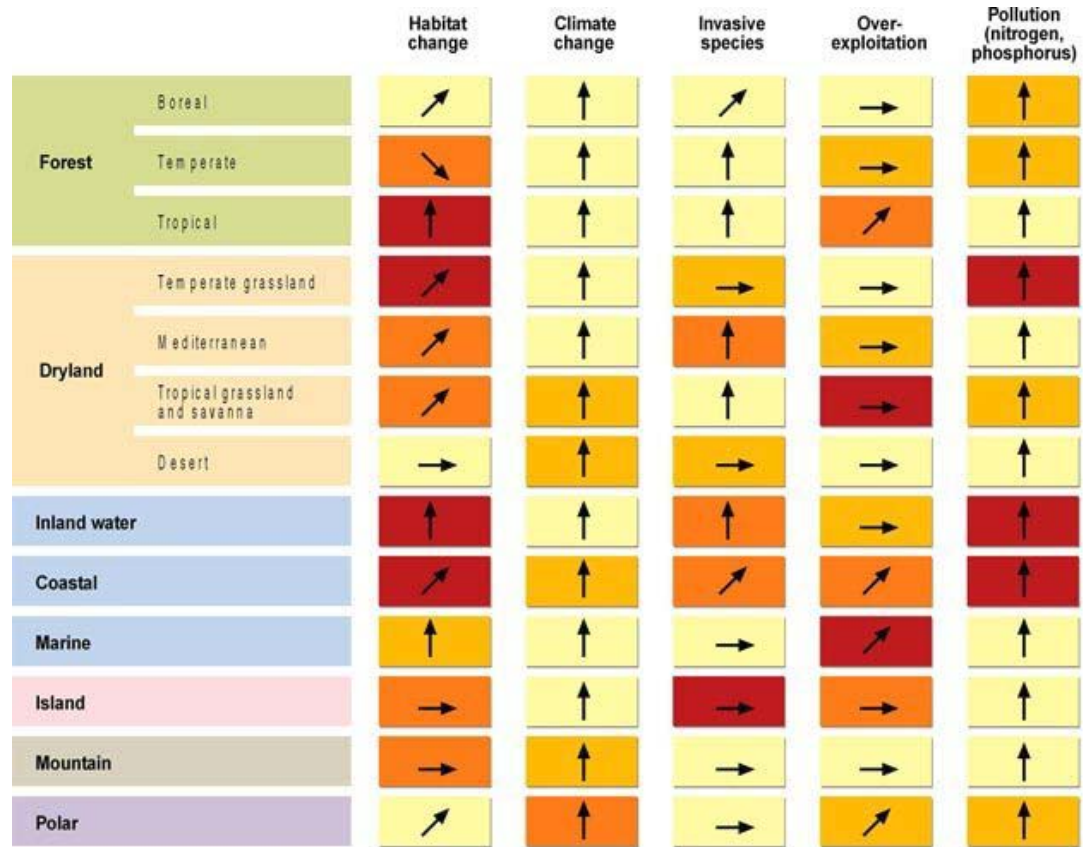 Habitat
change
Climate
change
Invasive
species
Over-
exploitation
Pollution
(nitrogen,
phosphorus)
Forest
Boreal
Temperate
Tropical
Dryland
Temperate grassland
Mediterranean
Tropical grassland
and savanna
Desert
Inland water
Coastal
Marine
Island
Mountain
Polar